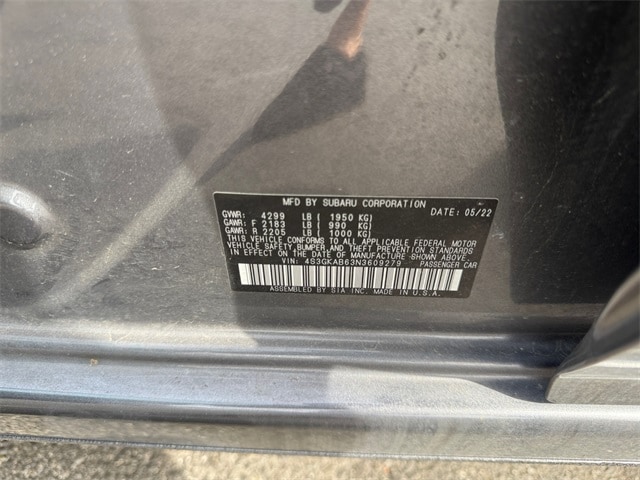 MFD BY SUBARU CORPORATION DATE: 05/22
GVWR: 4299 LB ( 1950 KG)
GAWR: F 2183 LB ( 990 KG)
GAWR: R 2205 LB ( 1000 KG)
THIS VEHICLE CONFORMS TO ALL APPLICABLE FEDERAL MOTOR
VEHICLE SAFETY, BUMPER, AND THEFT PREVENTION STANDARDS
IN EFFECT ON THE DATE OF MANUFACTURE SHOWN ABOVE.
VIN: 4S3GKAB63N3609279 PASSENGER CAR
ASSEMBLED BY SIA INC. MADE IN U.S.A.